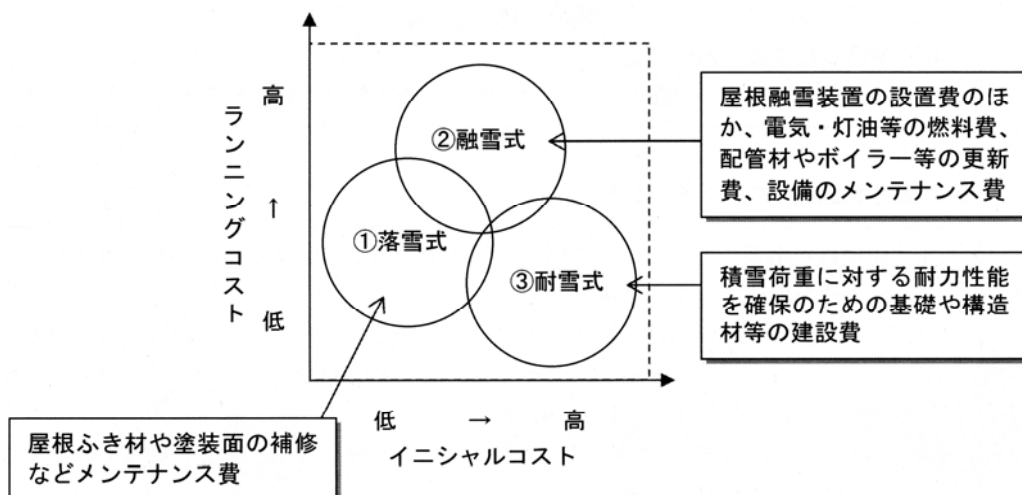 ランニングコスト
高
↑
低
②融雪式
①落雪式
③耐雪式
屋根融雪装置の設置費のほ
か、電気・灯油等の燃料費、
配管材やボイラー等の更新
費、設備のメンテナンス費
積雪荷重に対する耐力性能
を確保のための基礎や構造
材等の建設費
低 → 高
イニシャルコスト
屋根ふき材や塗装面の補修
などメンテナンス費